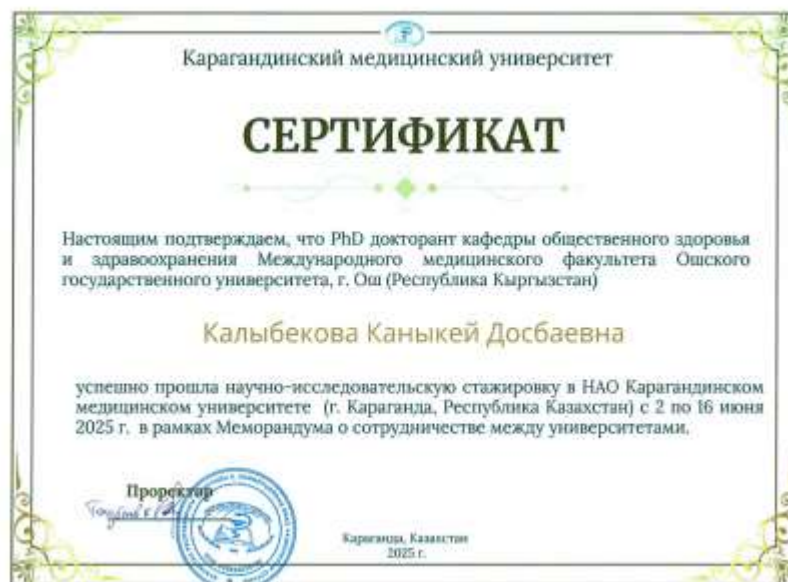 Карагандинский медицинский университет
СЕРТИФИКАТ
Настоящим подтверждаем, что PhD докторант кафедры общественного здоровья
и здравоохранения Международного медицинского факультета Ошского
государственного университета, г. Ош (Республика Кыргызстан)
Калыбекова Каныкей Досбаевна
успешно прошла научно-исследовательскую стажировку в НАО Карагандинском
медицинском университете (г. Караганда, Республика Казахстан) с 2 по 16 июня
2025 г. в рамках Меморандума о сотрудничестве между университетами.
Проректор
Караганда, Казахстан
2025 г.